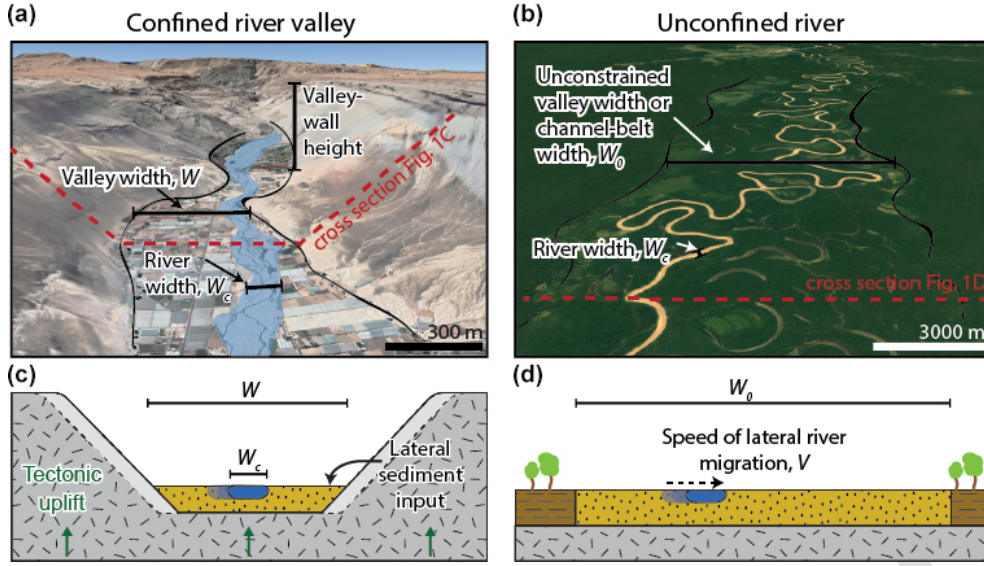 (a)
Confined river valley
Valley-
wall
height
Valley width, W
cross section Fig. 1C
River
width, Wc
300 m
(b)
Unconfined river
Unconstrained
valley width or
channel-belt
width, W0
River width, Wc
cross section Fig. 1D
3000 m
(c)
W
Wc
Lateral
sediment
input
Tectonic
uplift
(d)
W0
Speed of lateral river
migration, V